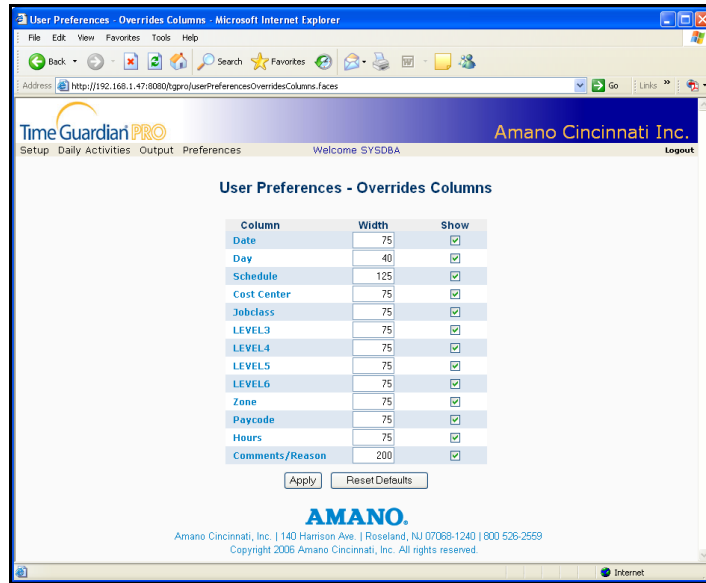 User Preferences - Overrides Columns - Microsoft Internet Explorer
File Edit View Favorites Tools Help
Back Search Favorites
Address http://192.168.1.47:8080/tgpro/userPreferencesOverridesColumns.faces Go Links »
Time Guardian PRO Amano Cincinnati Inc.
Setup Daily Activities Output Preferences Welcome SYSDBA Logout
User Preferences - Overrides Columns
Column Width Show
Date 75
Day 40
Schedule 125
Cost Center 75
Jobclass 75
LEVEL3 75
LEVEL4 75
LEVEL5 75
LEVEL6 75
Zone 75
Paycode 75
Hours 75
Comments/Reason 200
Apply Reset Defaults
AMANO.
Amano Cincinnati, Inc. | 140 Harrison Ave. | Roseland, NJ 07068-1240 | 800 526-2559
Copyright 2006 Amano Cincinnati, Inc. All rights reserved.
Internet